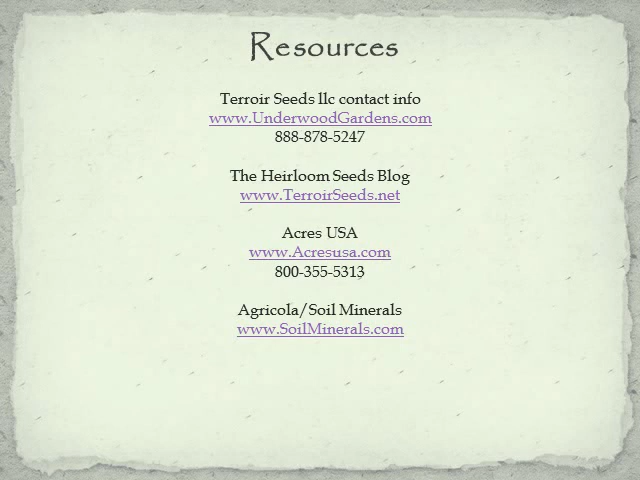 Resources
Terroir Seeds llc contact info
www.UnderwoodGardens.com
888-878-5247
The Heirloom Seeds Blog
www.TerroirSeeds.net
Acres USA
www.Acresusa.com
800-355-5313
Agricola/Soil Minerals
www.SoilMinerals.com